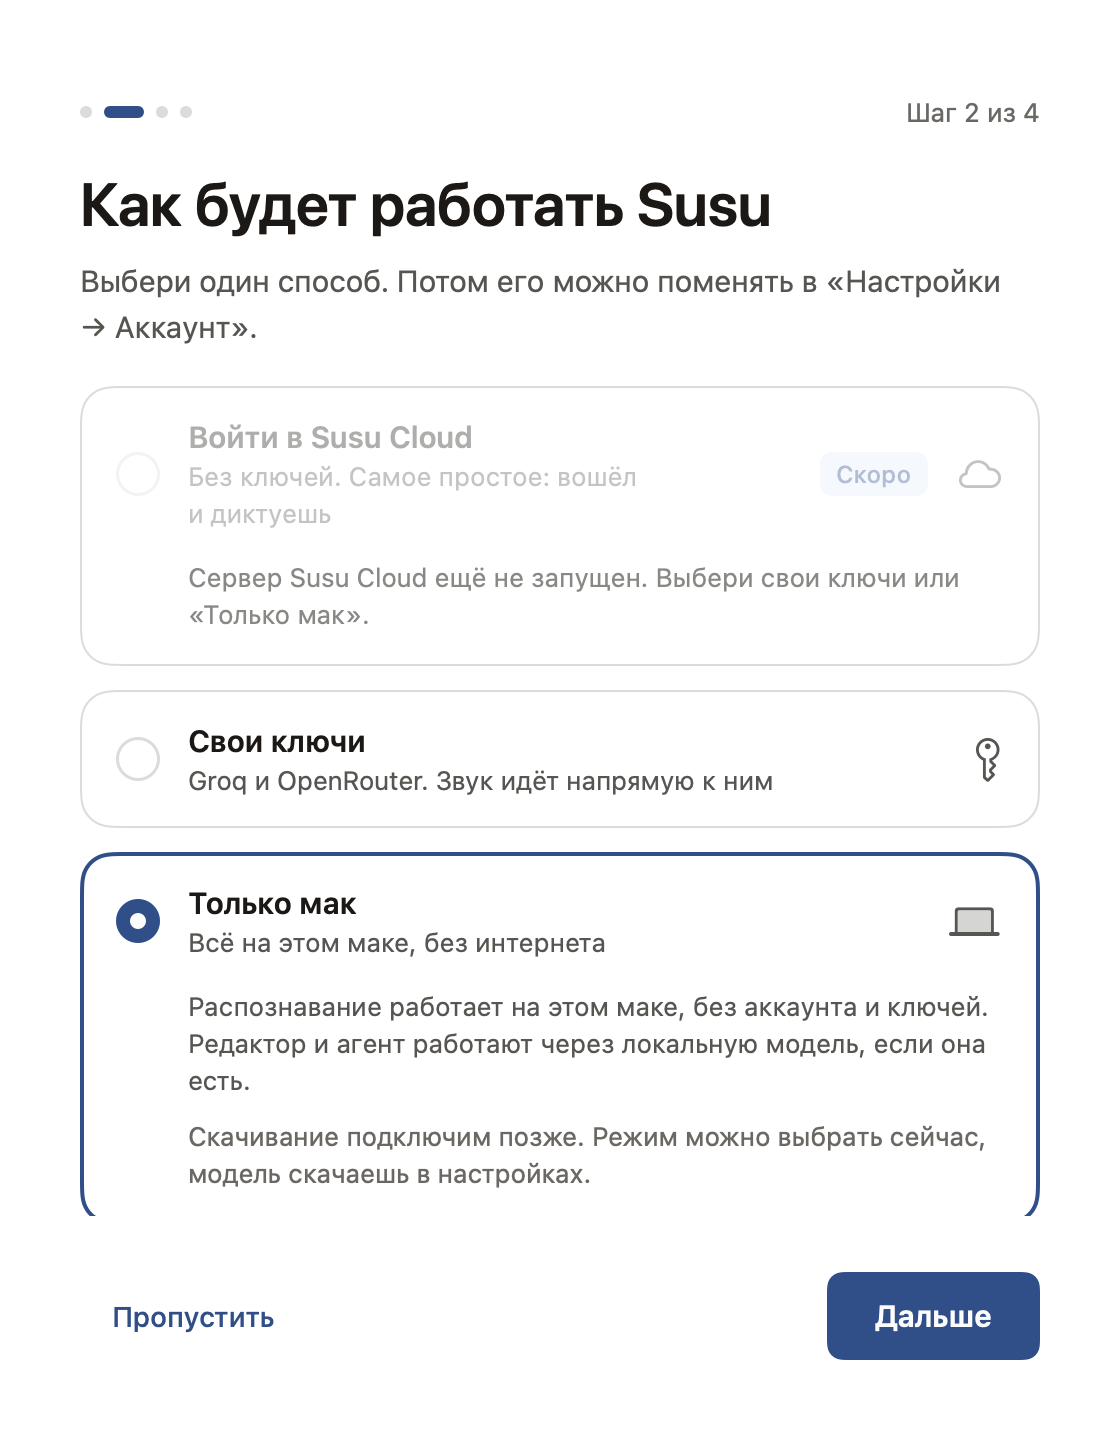 Шаг 2 из 4
Как будет работать Susu
Выбери один способ. Потом его можно поменять в «Настройки
→ Аккаунт».
Войти в Susu Cloud
Без ключей. Самое простое: вошёл
и диктуешь
Скоро
Сервер Susu Cloud ещё не запущен. Выбери свои ключи или
«Только мак».
Свои ключи
Groq и OpenRouter. Звук идёт напрямую к ним
Только мак
Всё на этом маке, без интернета
Распознавание работает на этом маке, без аккаунта и ключей.
Редактор и агент работают через локальную модель, если она
есть.
Скачивание подключим позже. Режим можно выбрать сейчас,
модель скачаешь в настройках.
Пропустить
Дальше